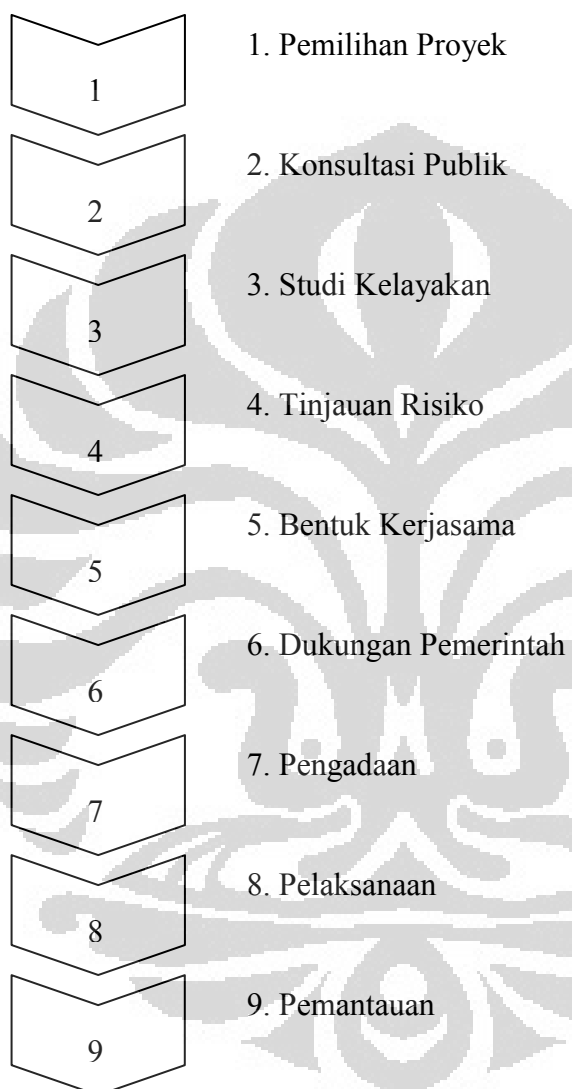 1. Pemilihan Proyek
1
2. Konsultasi Publik
2
3. Studi Kelayakan
3
4. Tinjauan Risiko
4
5. Bentuk Kerjasama
5
6. Dukungan Pemerintah
6
7. Pengadaan
7
8. Pelaksanaan
8
9. Pemantauan
9